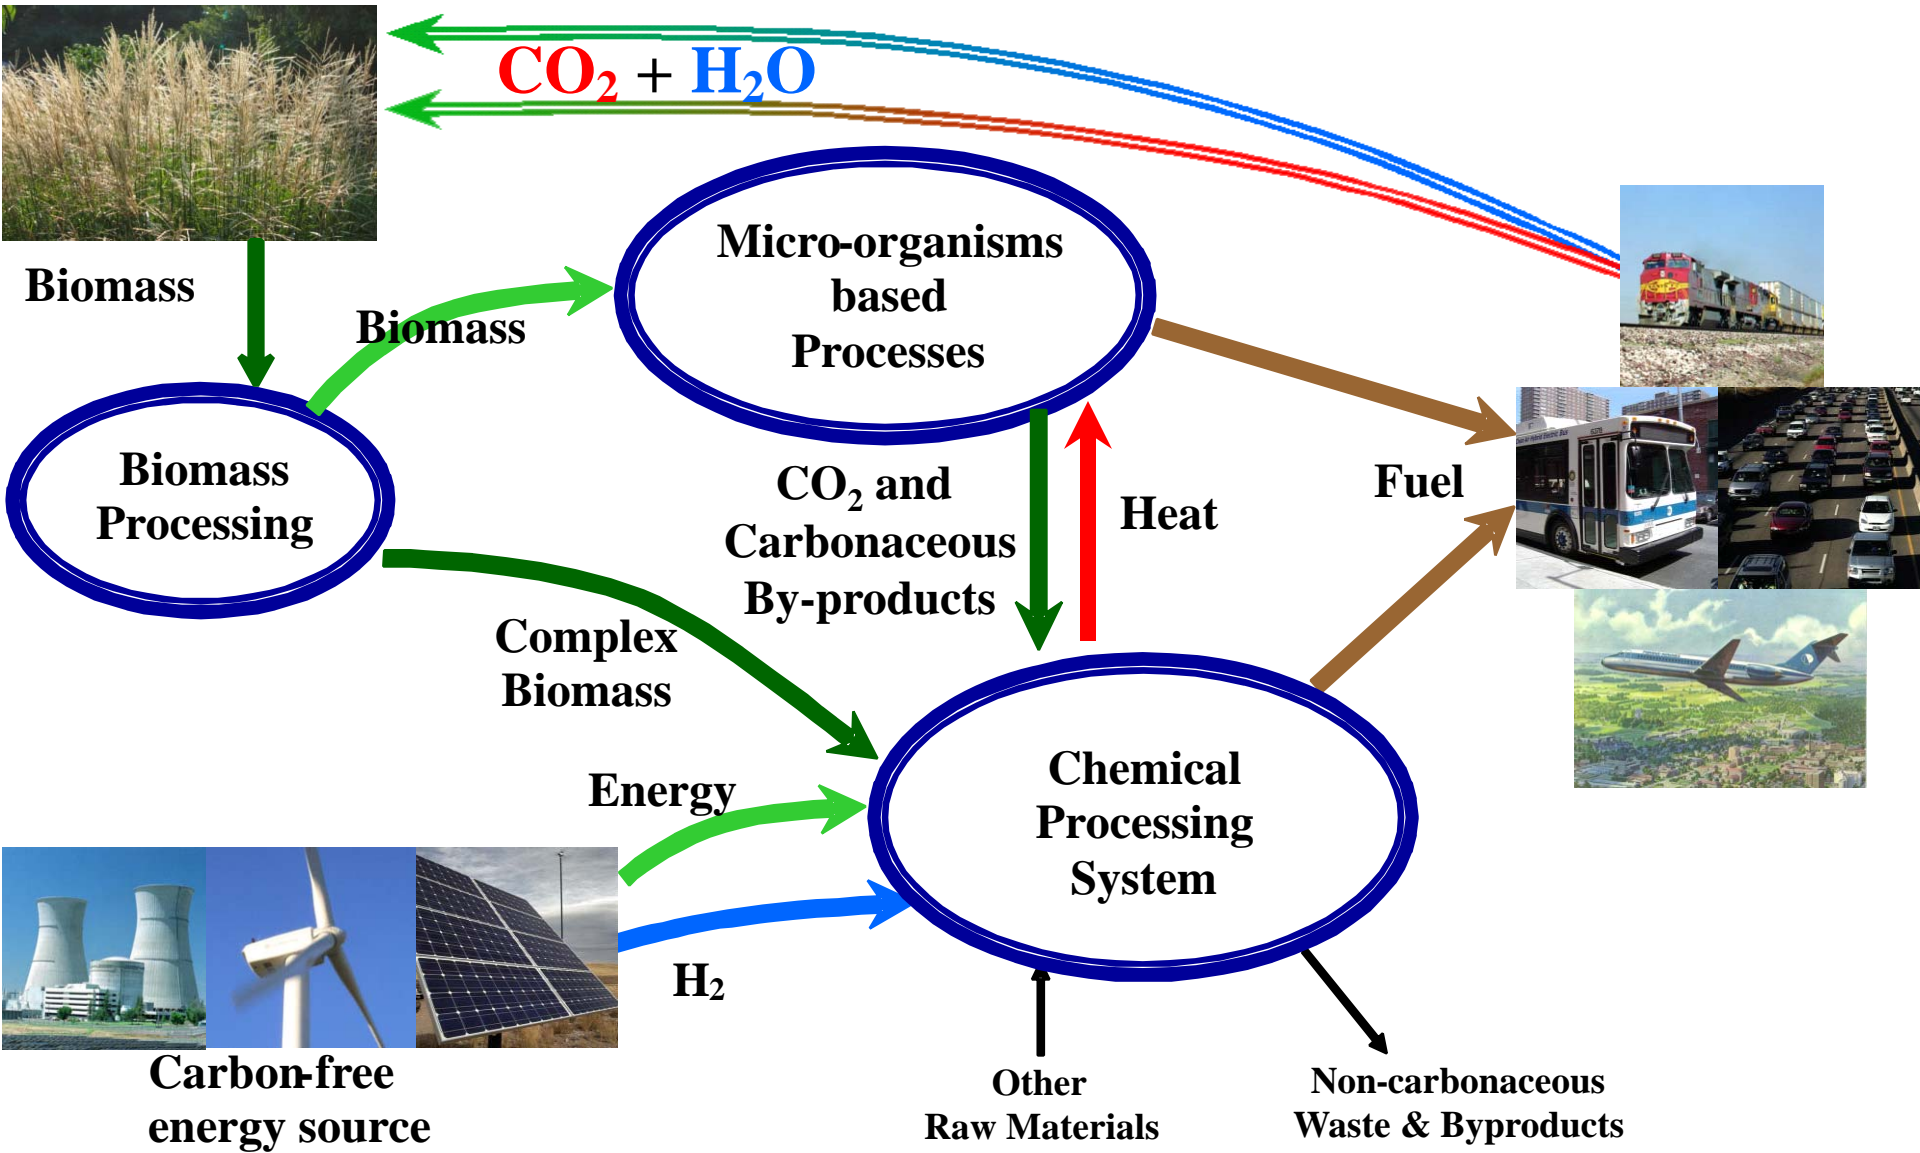 CO₂ + H₂O
Micro-organisms
based
Processes
Biomass
Biomass
Biomass
Processing
CO₂ and
Carbonaceous
By-products
Heat
Fuel
Complex
Biomass
Energy
Chemical
Processing
System
H₂
Carbon-free
energy source
Other
Raw Materials
Non-carbonaceous
Waste & Byproducts